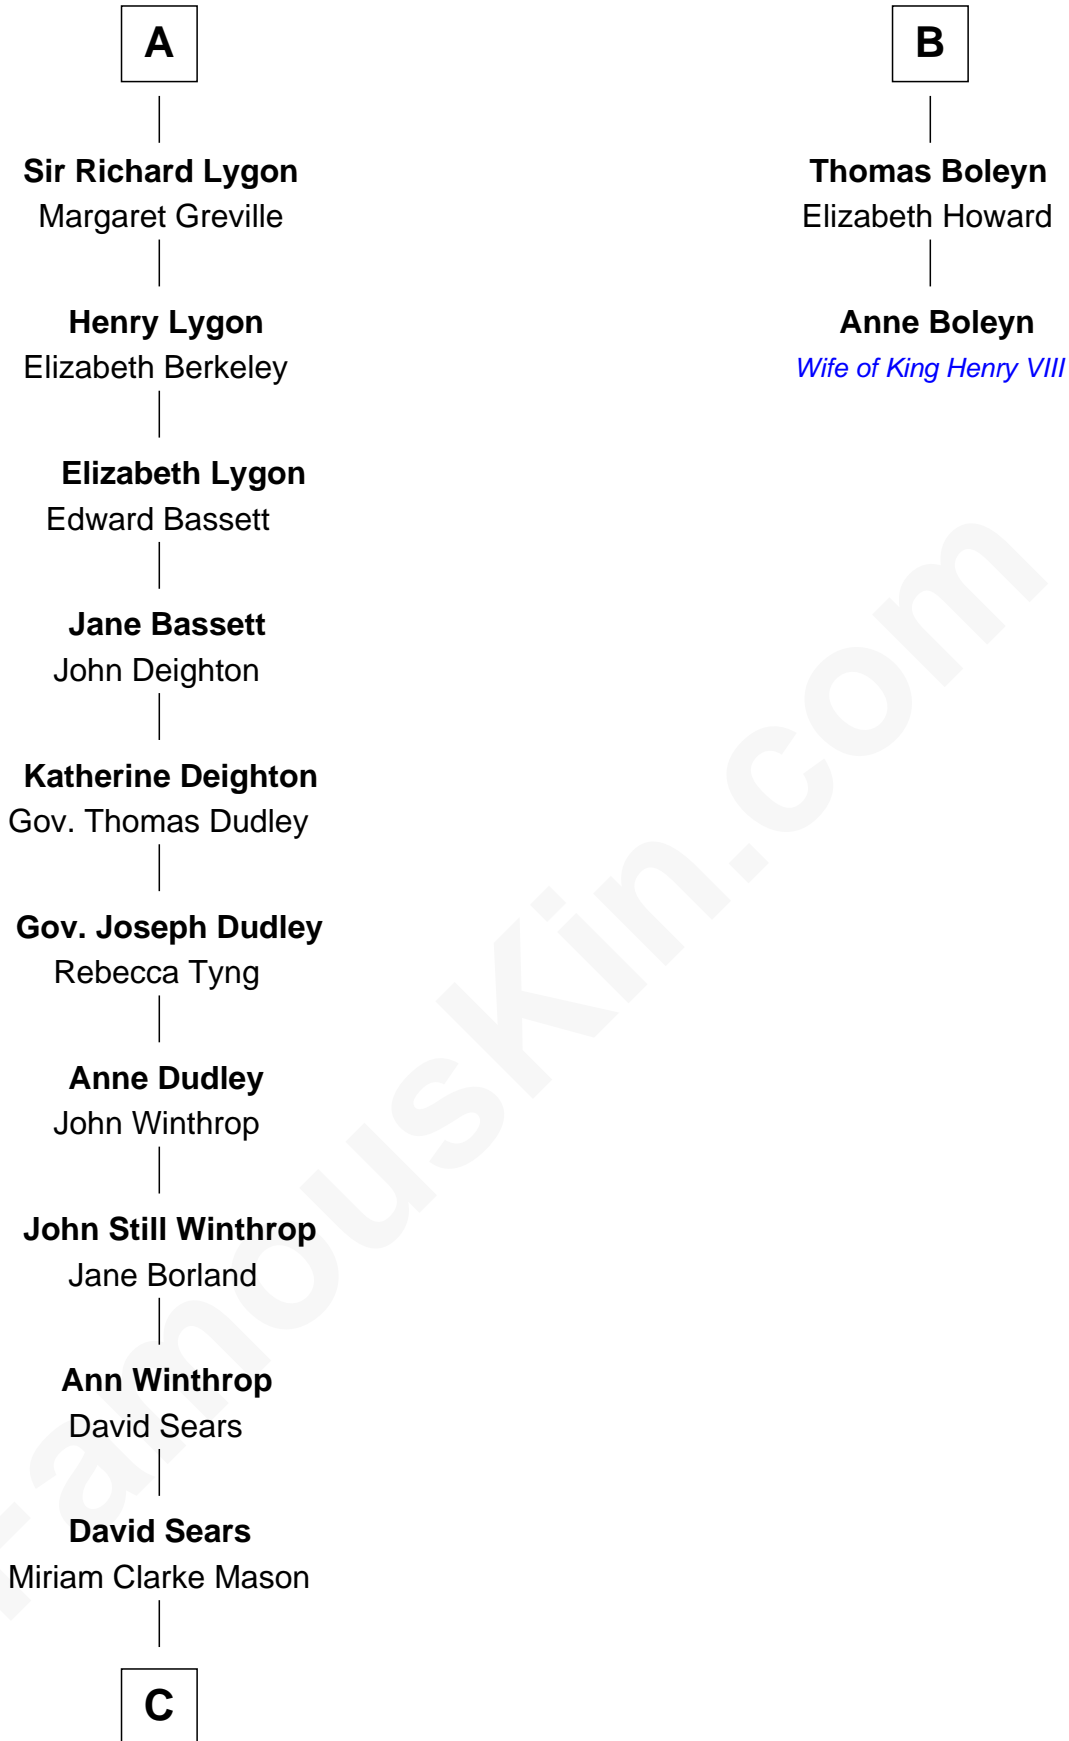 A
Sir Richard Lygon
Margaret Greville
Henry Lygon
Elizabeth Berkeley
Elizabeth Lygon
Edward Bassett
Jane Bassett
John Deighton
Katherine Deighton
Gov. Thomas Dudley
Gov. Joseph Dudley
Rebecca Tyng
Anne Dudley
John Winthrop
John Still Winthrop
Jane Borland
Ann Winthrop
David Sears
David Sears
Miriam Clarke Mason
C
B
Thomas Boleyn
Elizabeth Howard
Anne Boleyn
Wife of King Henry VIII
FamousKin.com